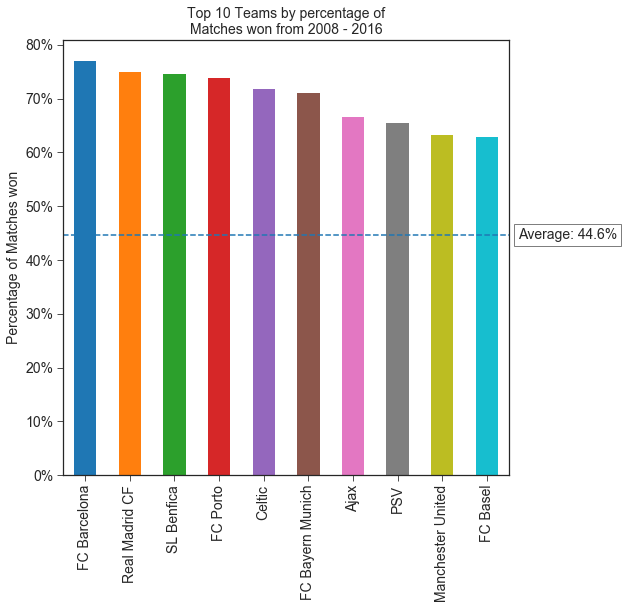 Top 10 Teams by percentage of
Matches won from 2008 - 2016
Percentage of Matches won
80%
70%
60%
50%
40%
30%
20%
10%
0%
Average: 44.6%
FC Barcelona
Real Madrid CF
SL Benfica
FC Porto
Celtic
FC Bayern Munich
Ajax
PSV
Manchester United
FC Basel